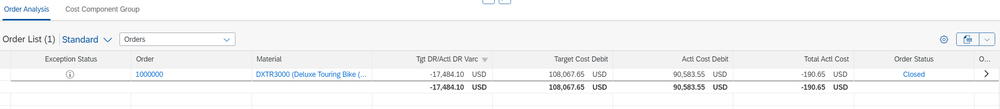 Order Analysis Cost Component Group
Order List (1) Standard Orders
Exception Status Order Material Tgt DR/Actl DR Varc Target Cost Debit Actl Cost Debit Total Actl Cost Order Status O...
1000000 DXTR3000 (Deluxe Touring Bike (... -17,484.10 USD 108,067.65 USD 90,583.55 USD -190.65 USD Closed
-17,484.10 USD 108,067.65 USD 90,583.55 USD -190.65 USD